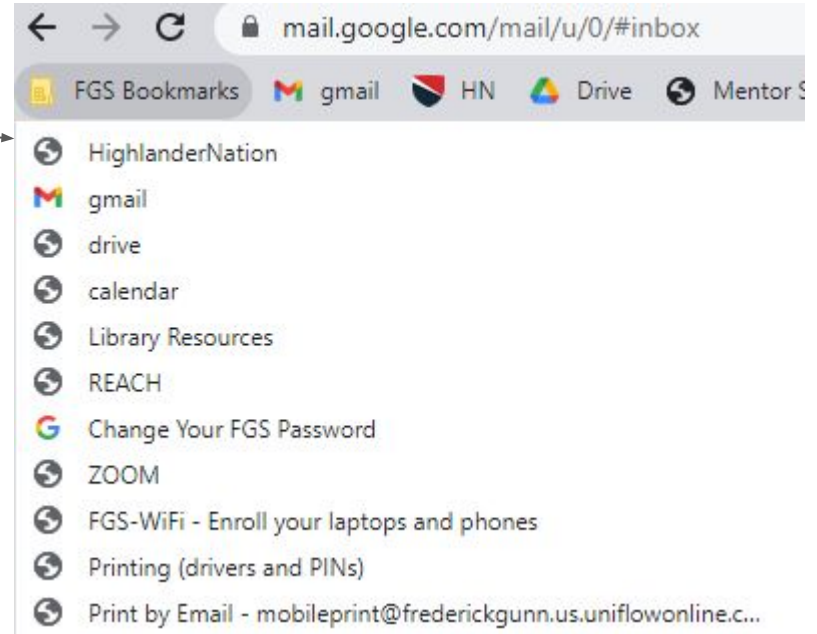 mail.google.com/mail/u/0/#inbox
FGS Bookmarks gmail HN Drive Mentor S
HighlanderNation
gmail
drive
calendar
Library Resources
REACH
Change Your FGS Password
ZOOM
FGS-WiFi - Enroll your laptops and phones
Printing (drivers and PINs)
Print by Email - mobileprint@frederickgunn.us.uniflowonline.c...